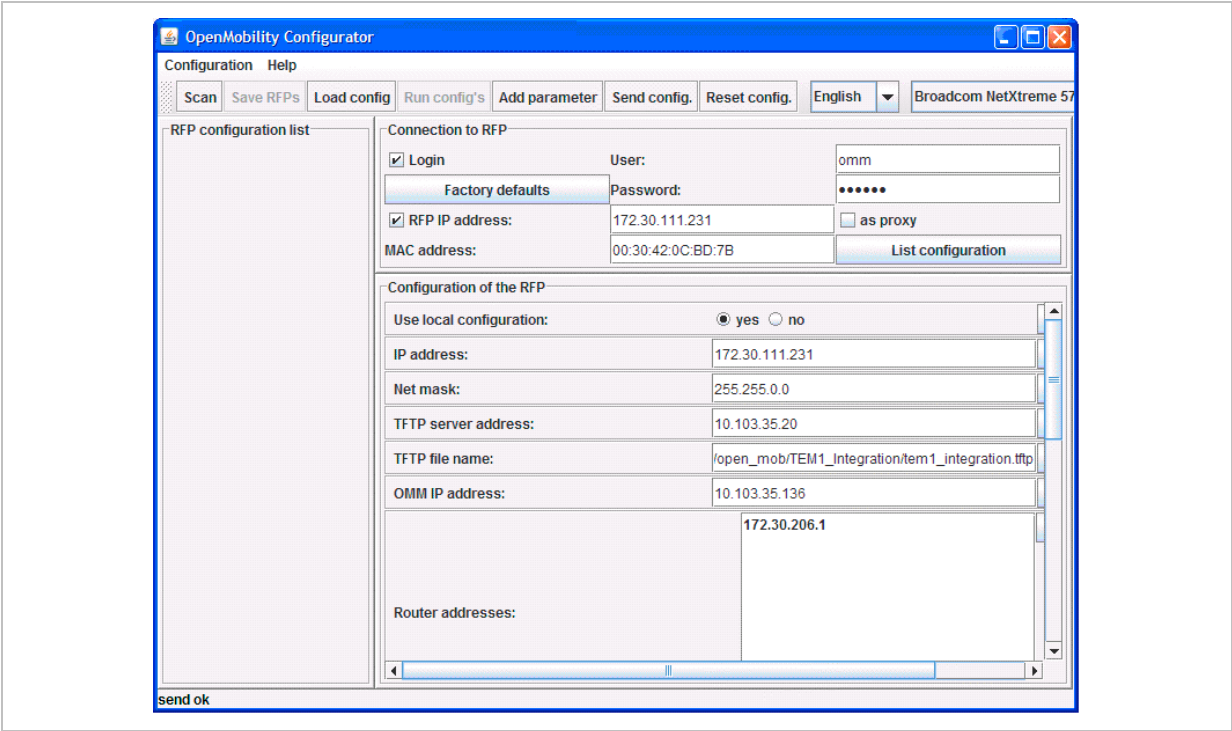 OpenMobility Configurator
Configuration Help
Scan Save RFPs Load config Run config's Add parameter Send config. Reset config. English Broadcom NetXtreme 57
RFP configuration list
Connection to RFP
Login User: omm
Factory defaults Password: ••••••
RFP IP address: 172.30.111.231 as proxy
MAC address: 00:30:42:0C:BD:7B List configuration
Configuration of the RFP
Use local configuration: yes no
IP address: 172.30.111.231
Net mask: 255.255.0.0
TFTP server address: 10.103.35.20
TFTP file name: /open_mob/TEM1_Integration/tem1_integration.tftp
OMM IP address: 10.103.35.136
172.30.206.1
Router addresses:
send ok